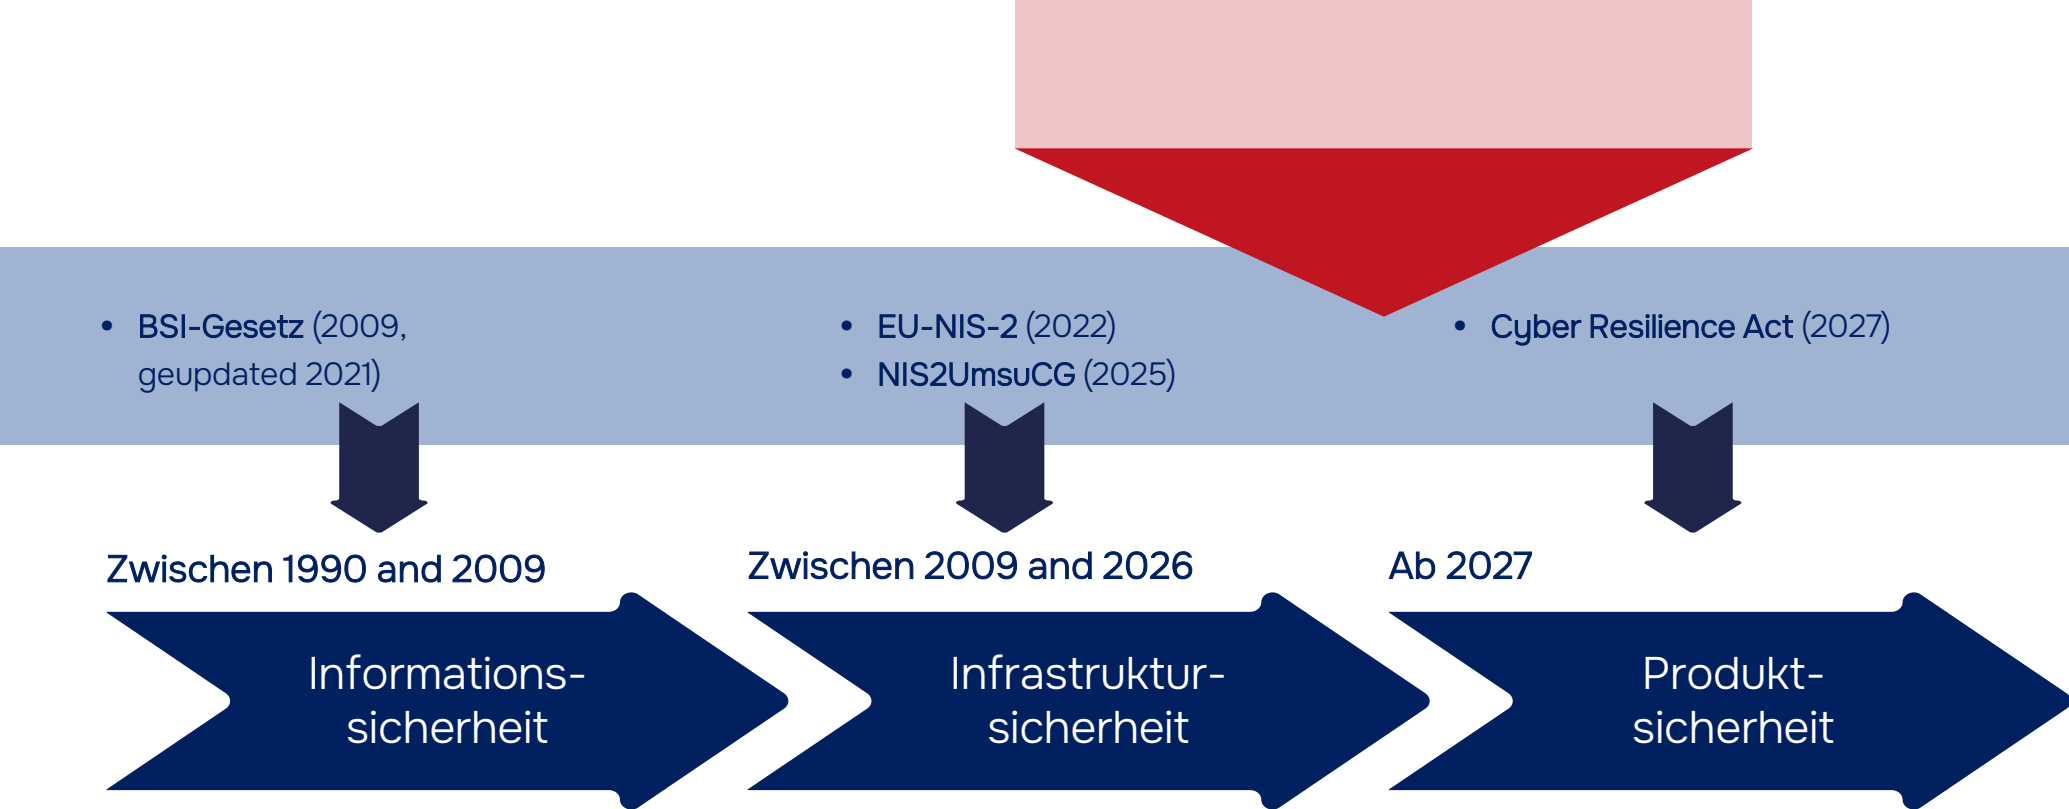 • BSI-Gesetz (2009,
geupdated 2021)
• EU-NIS-2 (2022)
• NIS2UmsuCG (2025)
• Cyber Resilience Act (2027)
Zwischen 1990 and 2009
Zwischen 2009 and 2026
Ab 2027
Informations-
sicherheit
Infrastruktur-
sicherheit
Produkt-
sicherheit